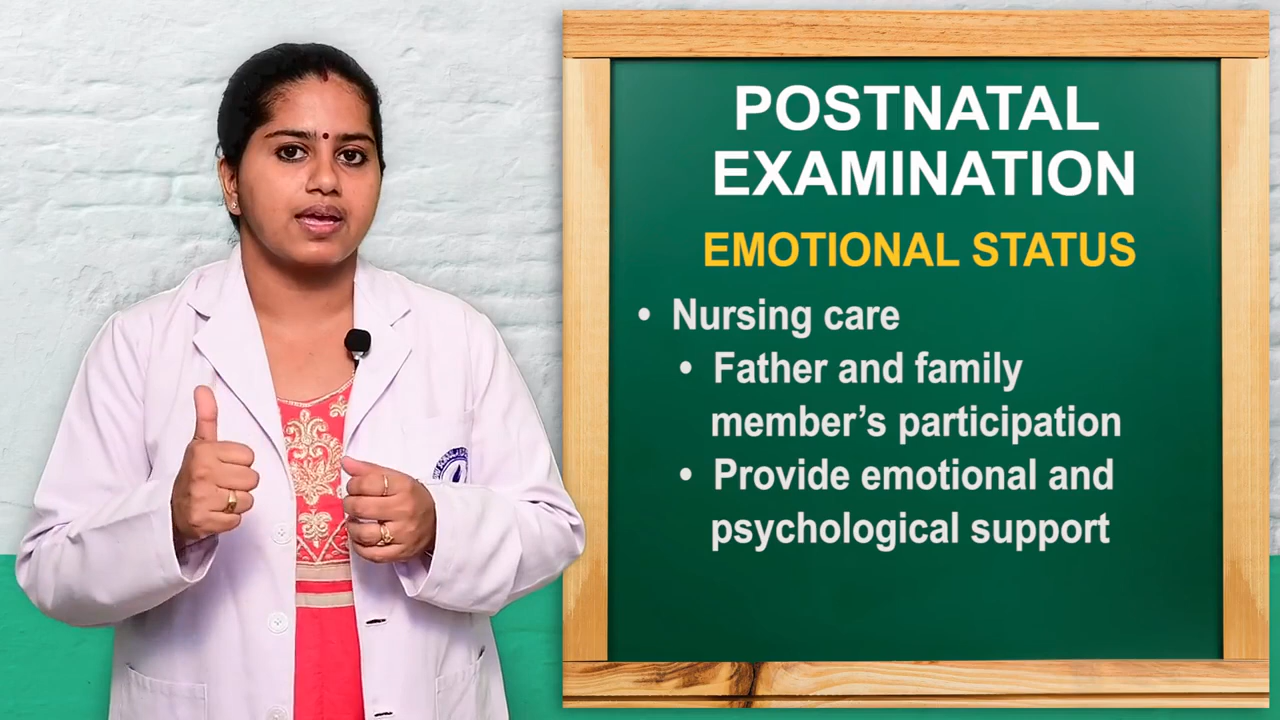 POSTNATAL
EXAMINATION
EMOTIONAL STATUS
• Nursing care
• Father and family
member's participation
• Provide emotional and
psychological support